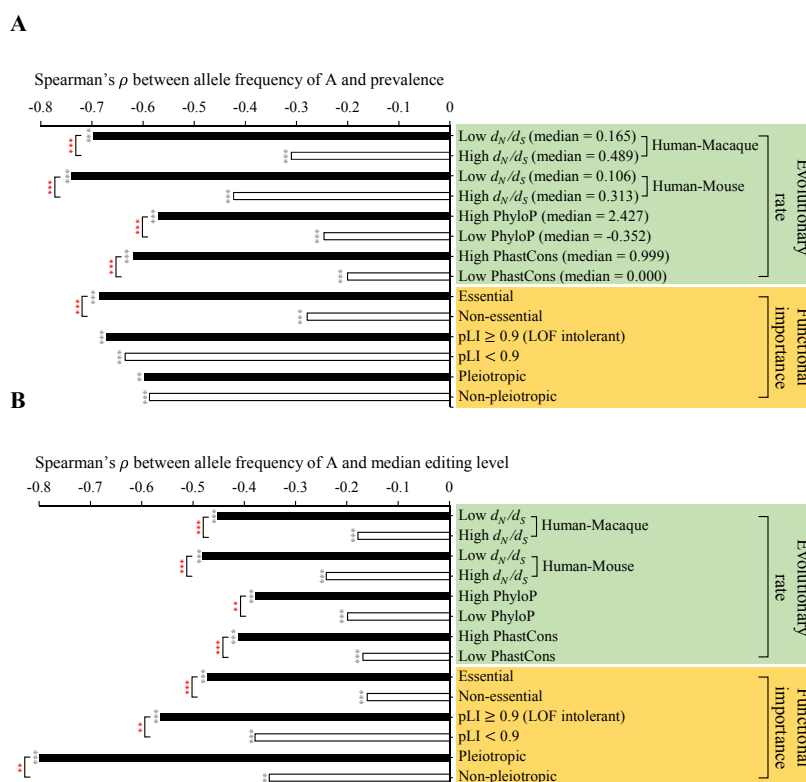 A
Spearman's ρ between allele frequency of A and prevalence
-0.8 -0.7 -0.6 -0.5 -0.4 -0.3 -0.2 -0.1 0
*** *** Low dN/dS (median = 0.165)
*** High dN/dS (median = 0.489)
Human-Macaque
*** *** Low dN/dS (median = 0.106)
*** High dN/dS (median = 0.313)
Human-Mouse
*** *** High PhyloP (median = 2.427)
*** Low PhyloP (median = -0.352)
*** *** High PhastCons (median = 0.999)
*** Low PhastCons (median = 0.000)
Evolutionary
rate
*** *** Essential
*** Non-essential
*** pLI ≥ 0.9 (LOF intolerant)
*** pLI < 0.9
*** Pleiotropic
*** Non-pleiotropic
Functional
importance
B
Spearman's ρ between allele frequency of A and median editing level
-0.8 -0.7 -0.6 -0.5 -0.4 -0.3 -0.2 -0.1 0
*** *** Low dN/dS
*** High dN/dS
Human-Macaque
*** *** Low dN/dS
*** High dN/dS
Human-Mouse
** *** High PhyloP
*** Low PhyloP
*** *** High PhastCons
*** Low PhastCons
Evolutionary
rate
*** *** Essential
*** Non-essential
** *** pLI ≥ 0.9 (LOF intolerant)
*** pLI < 0.9
** *** Pleiotropic
*** Non-pleiotropic
Functional
importance